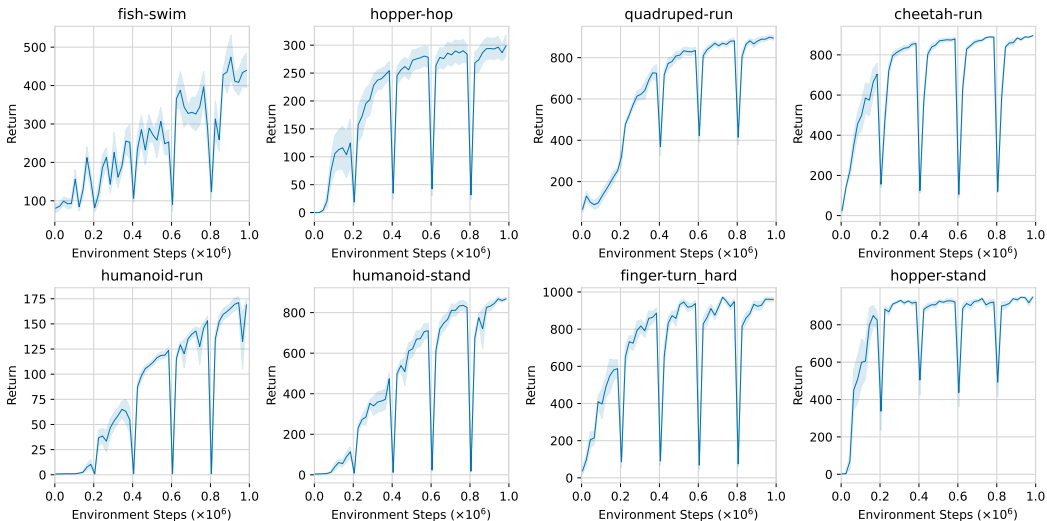 fish-swim
hopper-hop
quadruped-run
cheetah-run
Return
500
400
300
200
100
0.0 0.2 0.4 0.6 0.8 1.0
Environment Steps (×10⁶)
Return
300
250
200
150
100
50
0
0.0 0.2 0.4 0.6 0.8 1.0
Environment Steps (×10⁶)
Return
800
600
400
200
0.0 0.2 0.4 0.6 0.8 1.0
Environment Steps (×10⁶)
Return
800
600
400
200
0
0.0 0.2 0.4 0.6 0.8 1.0
Environment Steps (×10⁶)
humanoid-run
humanoid-stand
finger-turn_hard
hopper-stand
Return
175
150
125
100
75
50
25
0
0.0 0.2 0.4 0.6 0.8 1.0
Environment Steps (×10⁶)
Return
800
600
400
200
0
0.0 0.2 0.4 0.6 0.8 1.0
Environment Steps (×10⁶)
Return
1000
800
600
400
200
0
0.0 0.2 0.4 0.6 0.8 1.0
Environment Steps (×10⁶)
Return
800
600
400
200
0
0.0 0.2 0.4 0.6 0.8 1.0
Environment Steps (×10⁶)